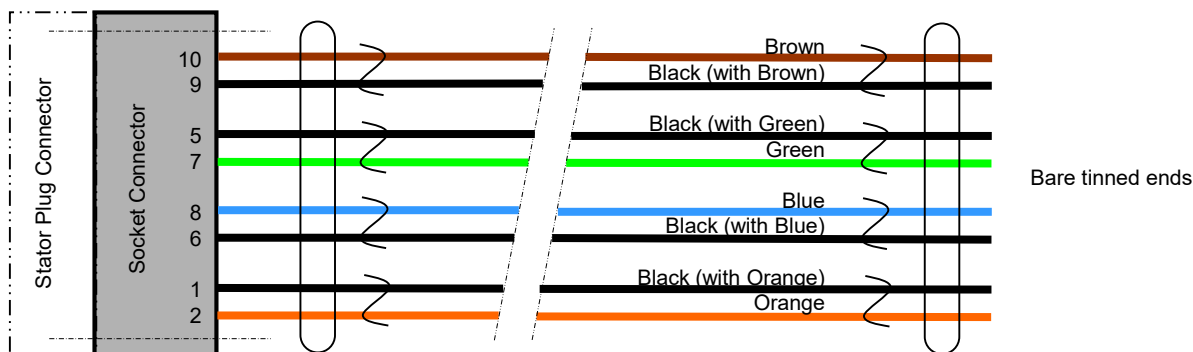 Stator Plug Connector
Socket Connector
10 Brown
9 Black (with Brown)
5 Black (with Green)
7 Green
8 Blue
6 Black (with Blue)
1 Black (with Orange)
2 Orange
Bare tinned ends